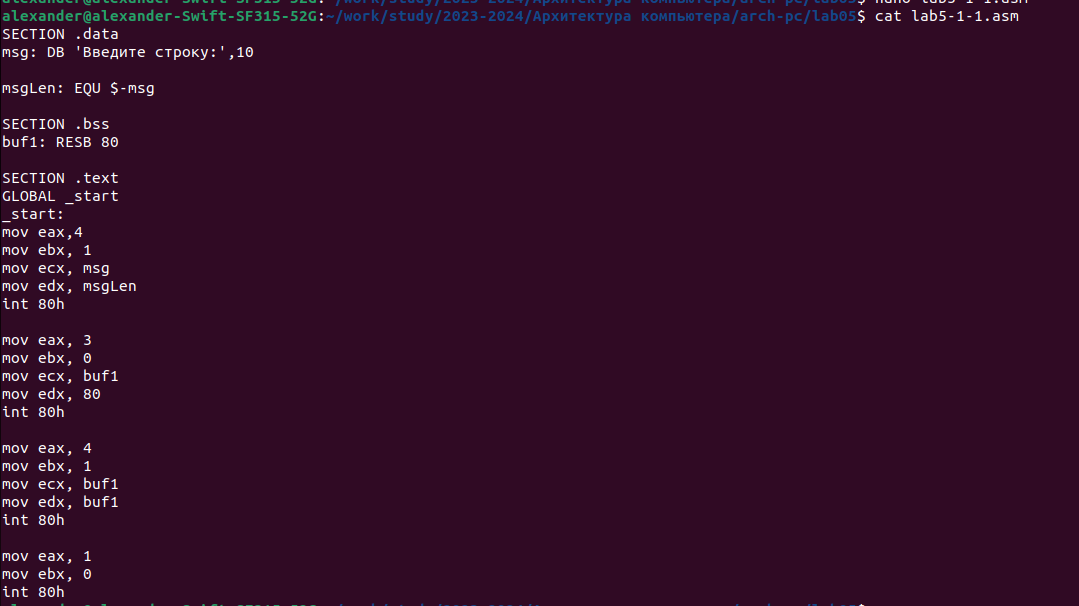 alexander@alexander-Swift-SF315-52G:~/work/study/2023-2024/Архитектура компьютера/arch-pc/lab05$ nano lab5-1-1.asm
alexander@alexander-Swift-SF315-52G:~/work/study/2023-2024/Архитектура компьютера/arch-pc/lab05$ cat lab5-1-1.asm
SECTION .data
msg: DB 'Введите строку:',10
msgLen: EQU $-msg
SECTION .bss
buf1: RESB 80
SECTION .text
GLOBAL _start
_start:
mov eax,4
mov ebx, 1
mov ecx, msg
mov edx, msgLen
int 80h
mov eax, 3
mov ebx, 0
mov ecx, buf1
mov edx, 80
int 80h
mov eax, 4
mov ebx, 1
mov ecx, buf1
mov edx, buf1
int 80h
mov eax, 1
mov ebx, 0
int 80h